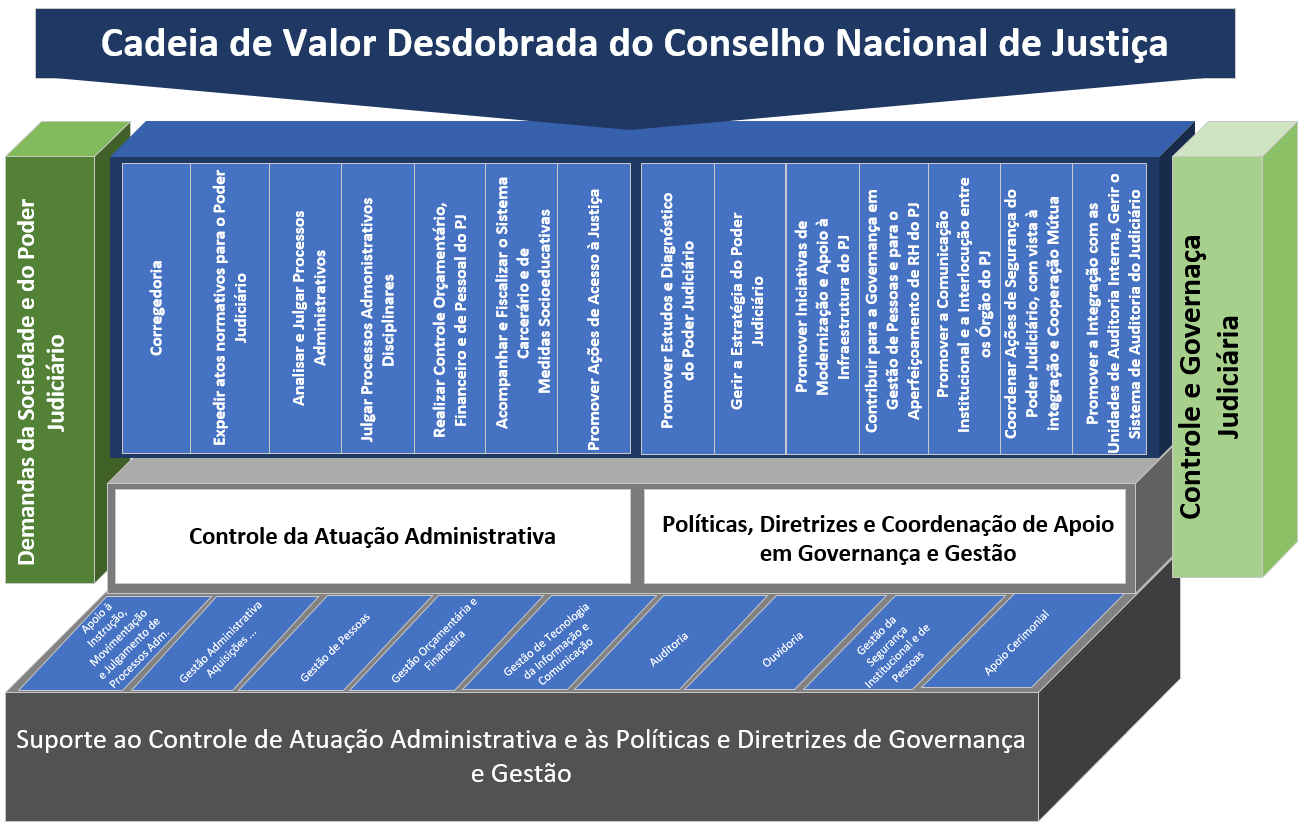 Cadeia de Valor Desdobrada do Conselho Nacional de Justiça
Demandas da Sociedade e do Poder
Judiciário
Corregedoria
Expedir atos normativos para o Poder
Judiciário
Analisar e Julgar Processos
Administrativos
Julgar Processos Admonistrativos
Disciplinares
Realizar Controle Orçamentário,
Financeiro e de Pessoal do PJ
Acompanhar e Fiscalizar o Sistema
Carcerário e de
Medidas Socioeducativas
Promover Ações de Acesso à Justiça
Promover Estudos e Diagnóstico
do Poder Judiciário
Gerir a Estratégia do Poder
Judiciário
Promover Iniciativas de
Modernização e Apoio à
Infraestrutura do PJ
Contribuir para a Governança em
Gestão de Pessoas e para o
Aperfeiçoamento de RH do PJ
Promover a Comunicação
Institucional e a Interlocução entre
os Órgão do PJ
Coordenar Ações de Segurança do
Poder Judiciário, com vista à
integração e Cooperação Mútua
Promover a Integração com as
Unidades de Auditoria Interna, Gerir o
Sistema de Auditoria do Judiciário
Controle e Governaça
Judiciária
Controle da Atuação Administrativa
Políticas, Diretrizes e Coordenação de Apoio
em Governança e Gestão
Apoio à
Instrução,
Movimentação
e Julgamento de
Processos Adm.
Gestão Administrativa
Aquisições ...
Gestão de Pessoas
Gestão Orçamentária e
Financeira
Gestão de Tecnologia
da Informação e
Comunicação
Auditoria
Ouvidoria
Gestão da
Segurança
Institucional e de
Pessoas
Apoio Cerimonial
Suporte ao Controle de Atuação Administrativa e às Políticas e Diretrizes de Governança
e Gestão